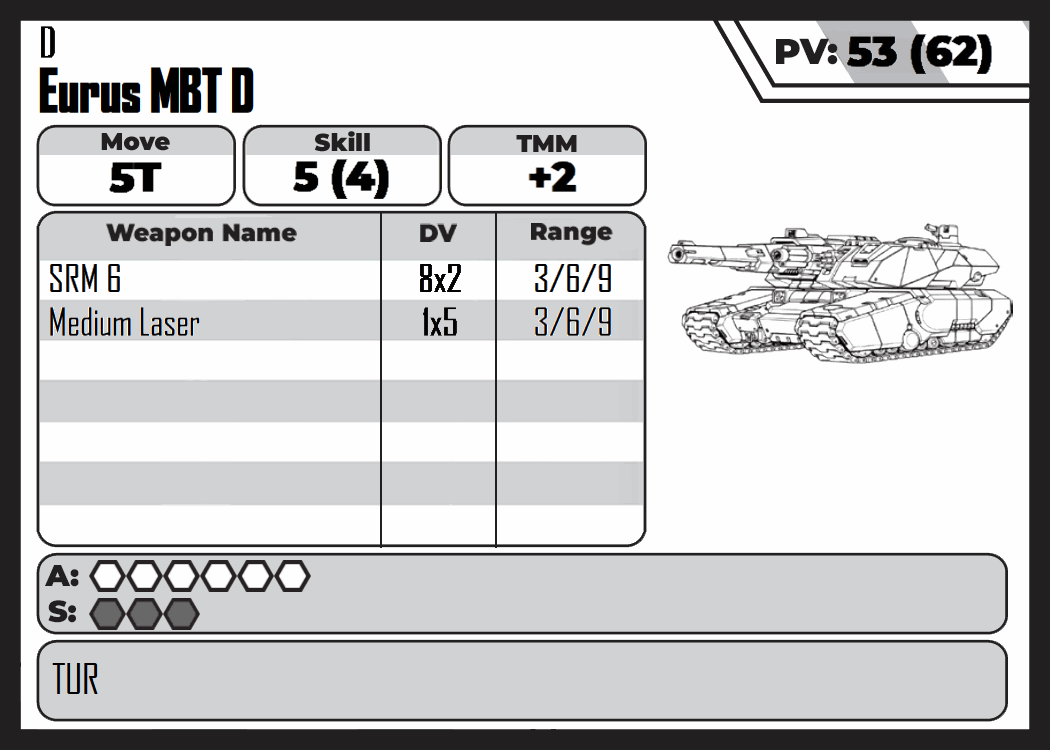 D
PV: 53 (62)
Eurus MBT D
Move Skill TMM
5T 5 (4) +2
Weapon Name DV Range
SRM 6 8x2 3/6/9
Medium Laser 1x5 3/6/9
A:
S:
TUR